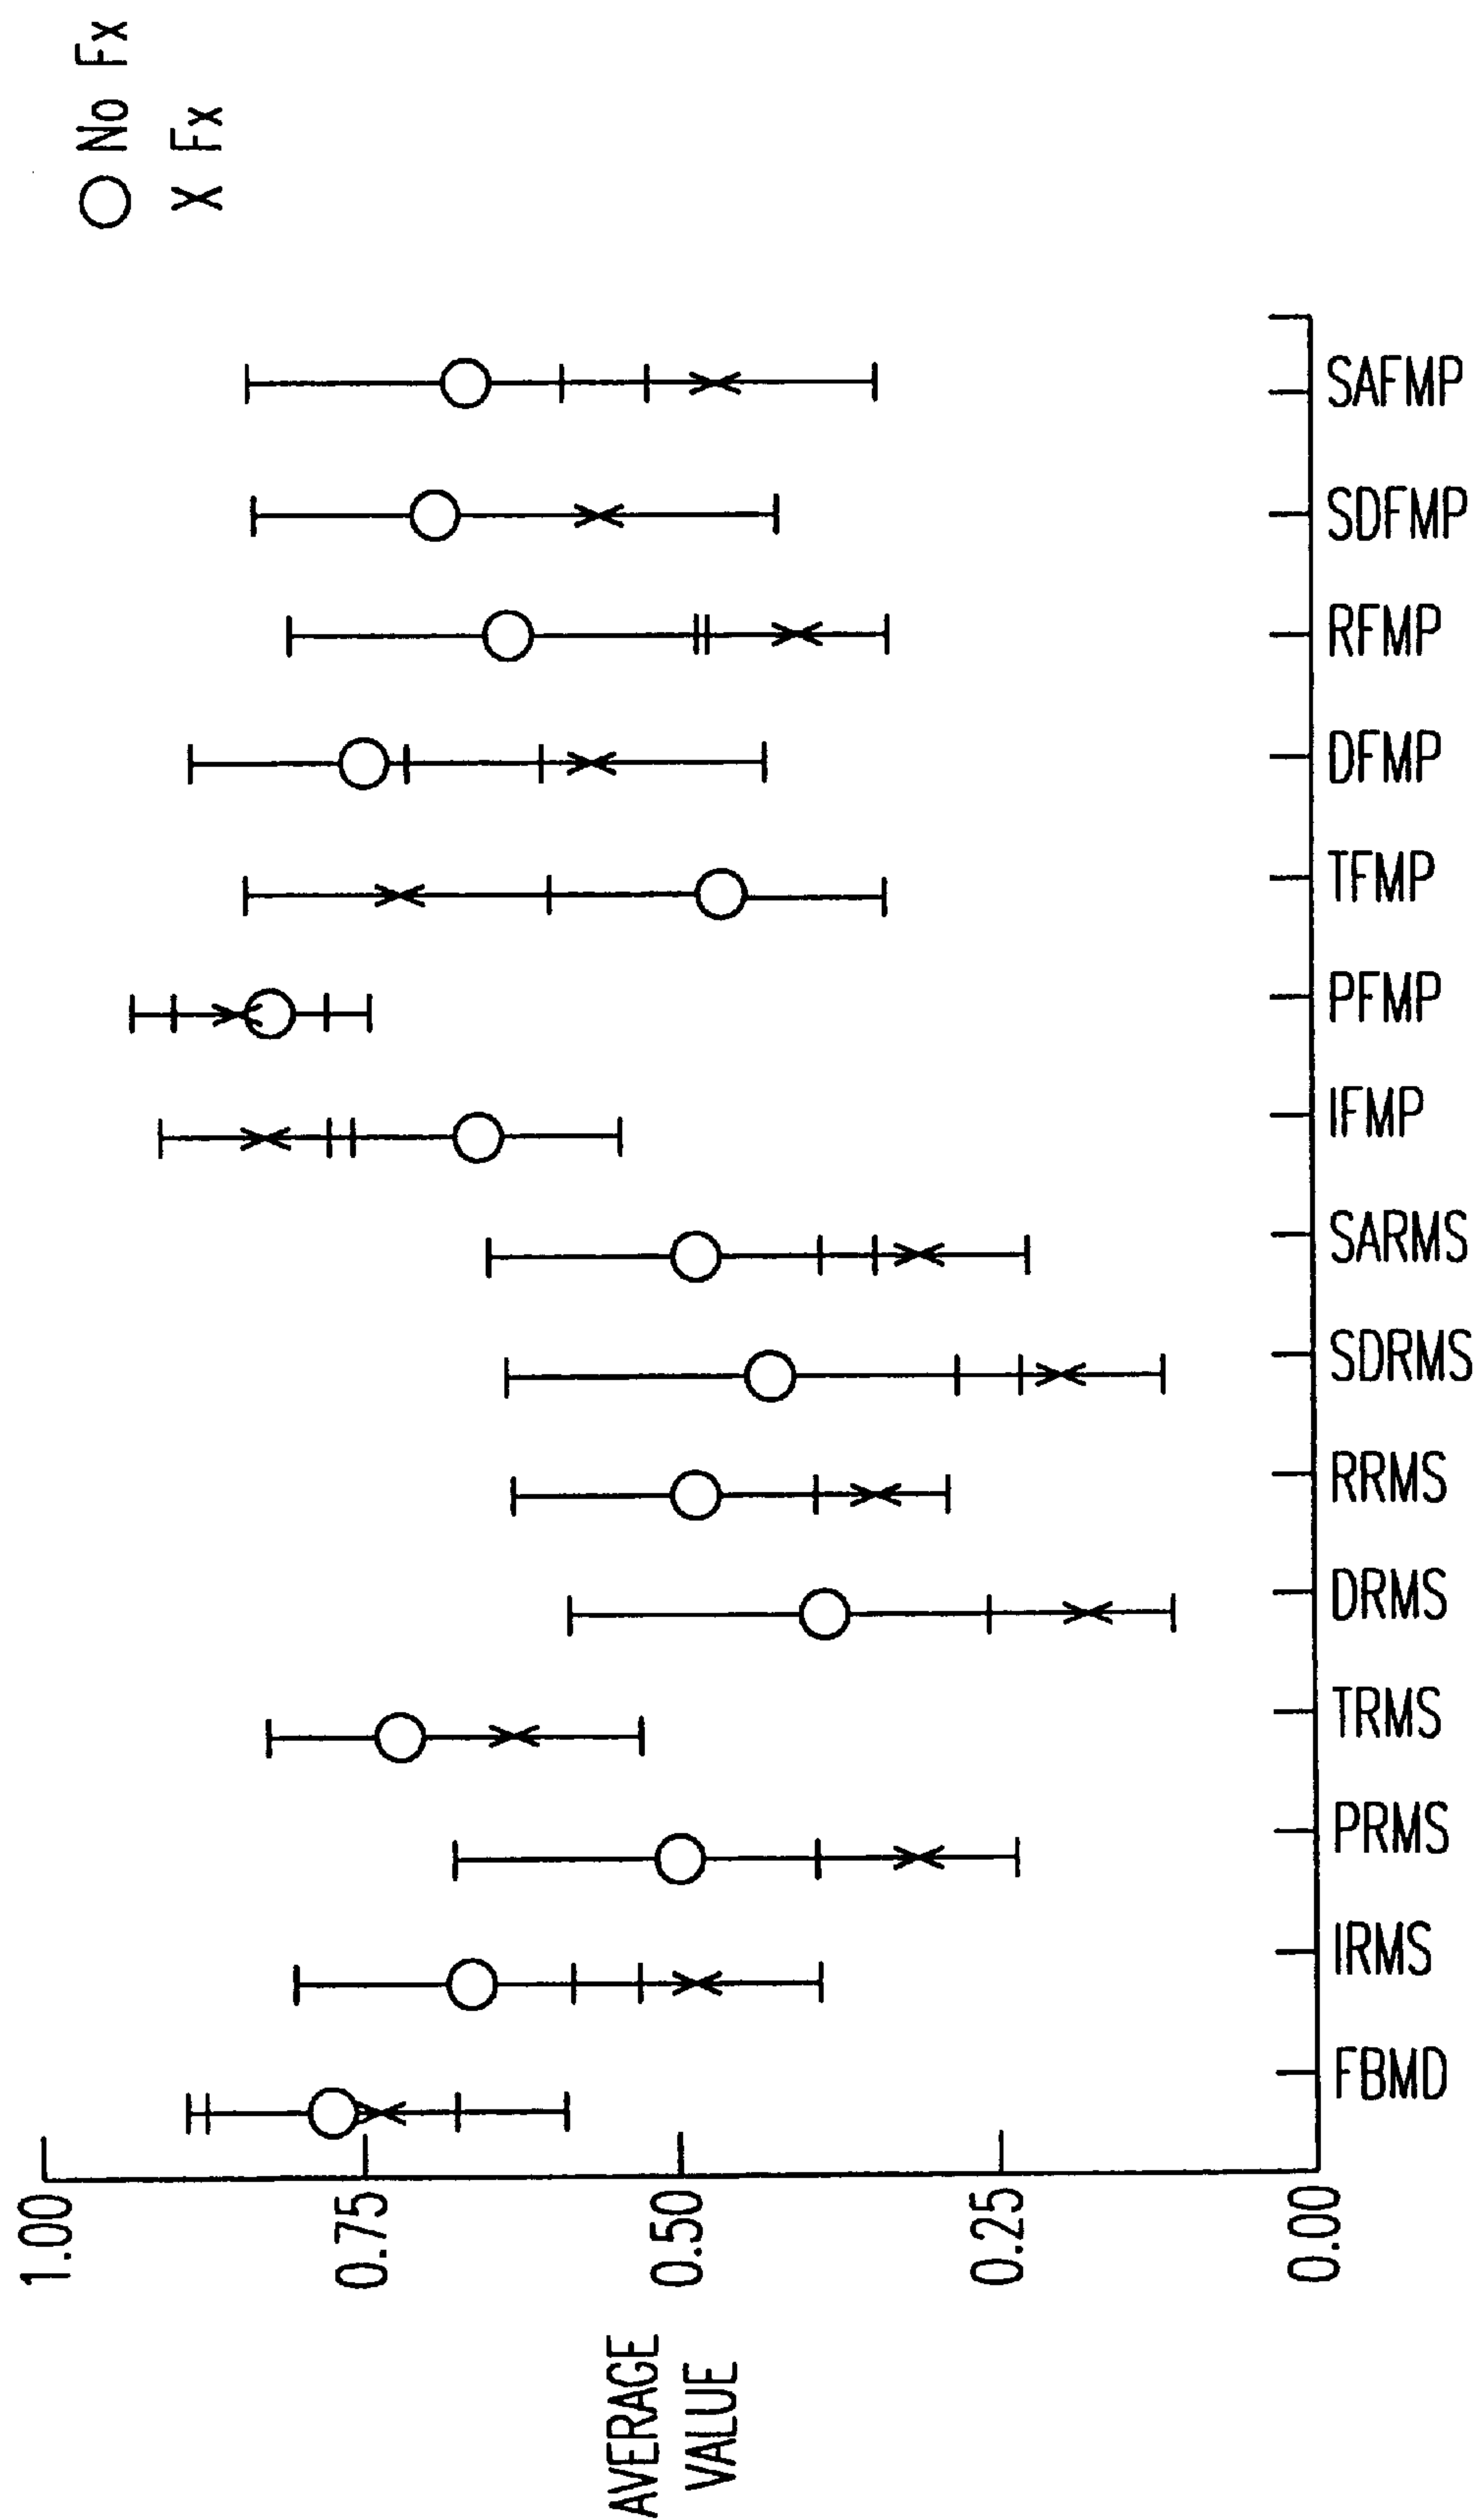 ○ No Fx
X Fx
1.00
0.75
0.50
0.25
0.00
AVERAGE
VALUE
FBMD
IRMS
PRMS
TRMS
DRMS
RRMS
SDRMS
SARMS
IFMP
PFMP
TFMP
DFMP
RFMP
SDFMP
SAFMP